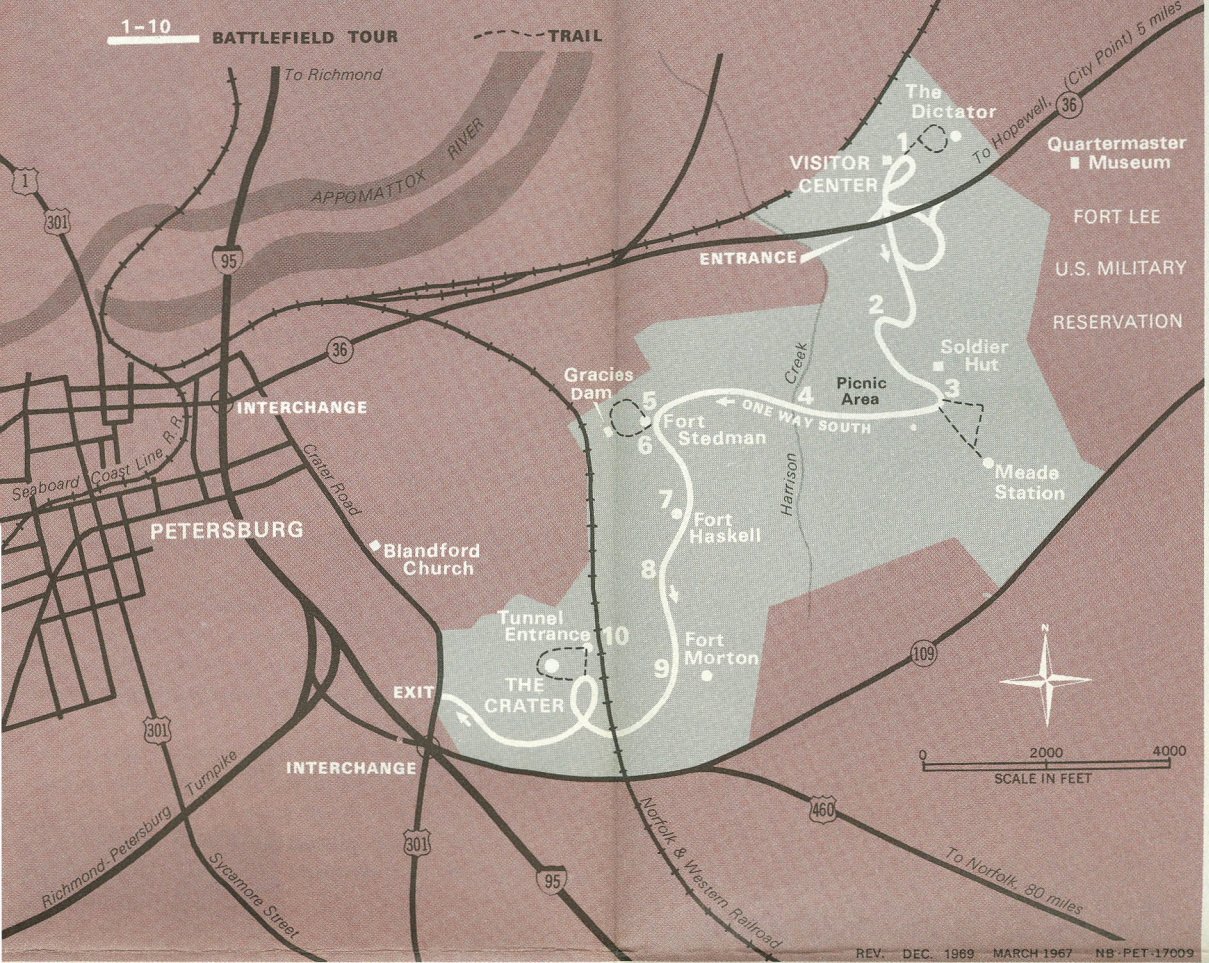 1-10
BATTLEFIELD TOUR
TRAIL
To Richmond
The
Dictator
To Hopewell, (City Point) 5 miles
36
1
Quartermaster
Museum
VISITOR
CENTER
APPOMATTOX RIVER
1
301
FORT LEE
95
ENTRANCE
U.S. MILITARY
2
RESERVATION
36
Soldier
Hut
Gracies
Dam
Creek
Picnic
Area
3
5
4
INTERCHANGE
ONE WAY SOUTH
Fort
Stedman
6
Seaboard Coast Line R.R.
Crater Road
Harrison
Meade
Station
7
Fort
Haskell
PETERSBURG
Blandford
Church
8
Tunnel
Entrance
10
Fort
Morton
9
109
N
THE
CRATER
EXIT
301
INTERCHANGE
0 2000 4000
SCALE IN FEET
Richmond-Petersburg Turnpike
301
460
Norfolk & Western Railroad
Sycamore Street
95
To Norfolk, 80 miles
REV. DEC. 1969 MARCH 1967 NB-PET-17009